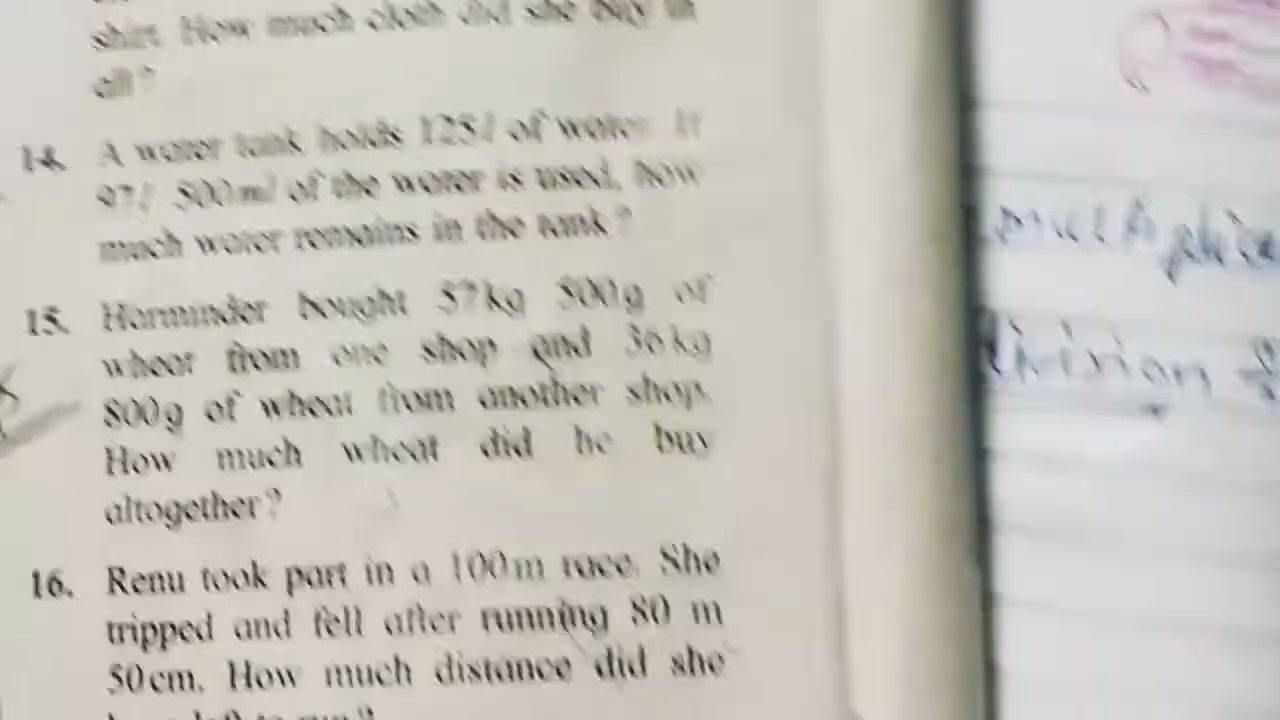 shirt. How much cloth did she buy in
all?
14. A water tank holds 125 l of water. If
97 l 500 ml of the water is used, how
much water remains in the tank?
15. Harminder bought 57 kg 500 g of
wheat from one shop and 36 kg
800 g of wheat from another shop.
How much wheat did he buy
altogether?
16. Renu took part in a 100 m race. She
tripped and fell after running 80 m
50 cm. How much distance did she
left to run?
division